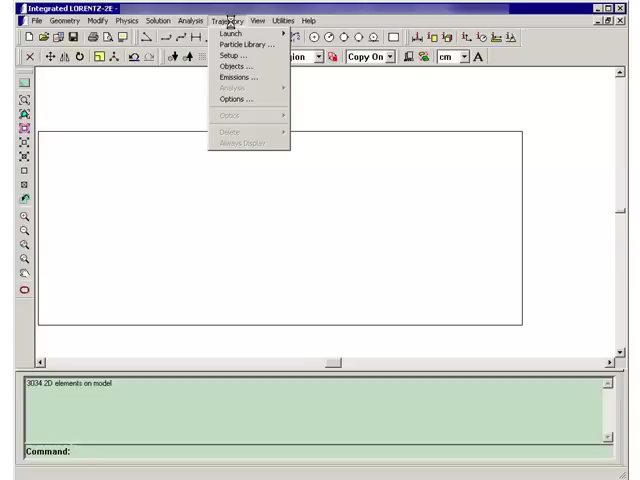 Integrated LORENTZ-2E -
File Geometry Modify Physics Solution Analysis Trajectory View Utilities Help
Launch
Particle Library ...
Setup ...
Objects ...
Emissions ...
Analysis
Options ...
Optics
Delete
Always Display
gion
Copy On
cm
A
3034 2D elements on model
Command: